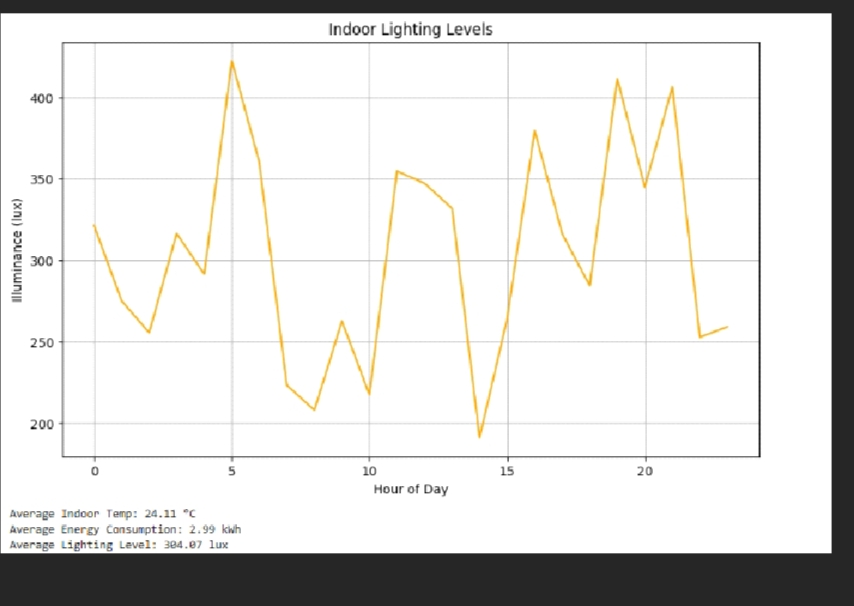 Indoor Lighting Levels
Illuminance (lux)
400
350
300
250
200
0 5 10 15 20
Hour of Day
Average Indoor Temp: 24.11 °C
Average Energy Consumption: 2.99 kWh
Average Lighting Level: 304.07 lux